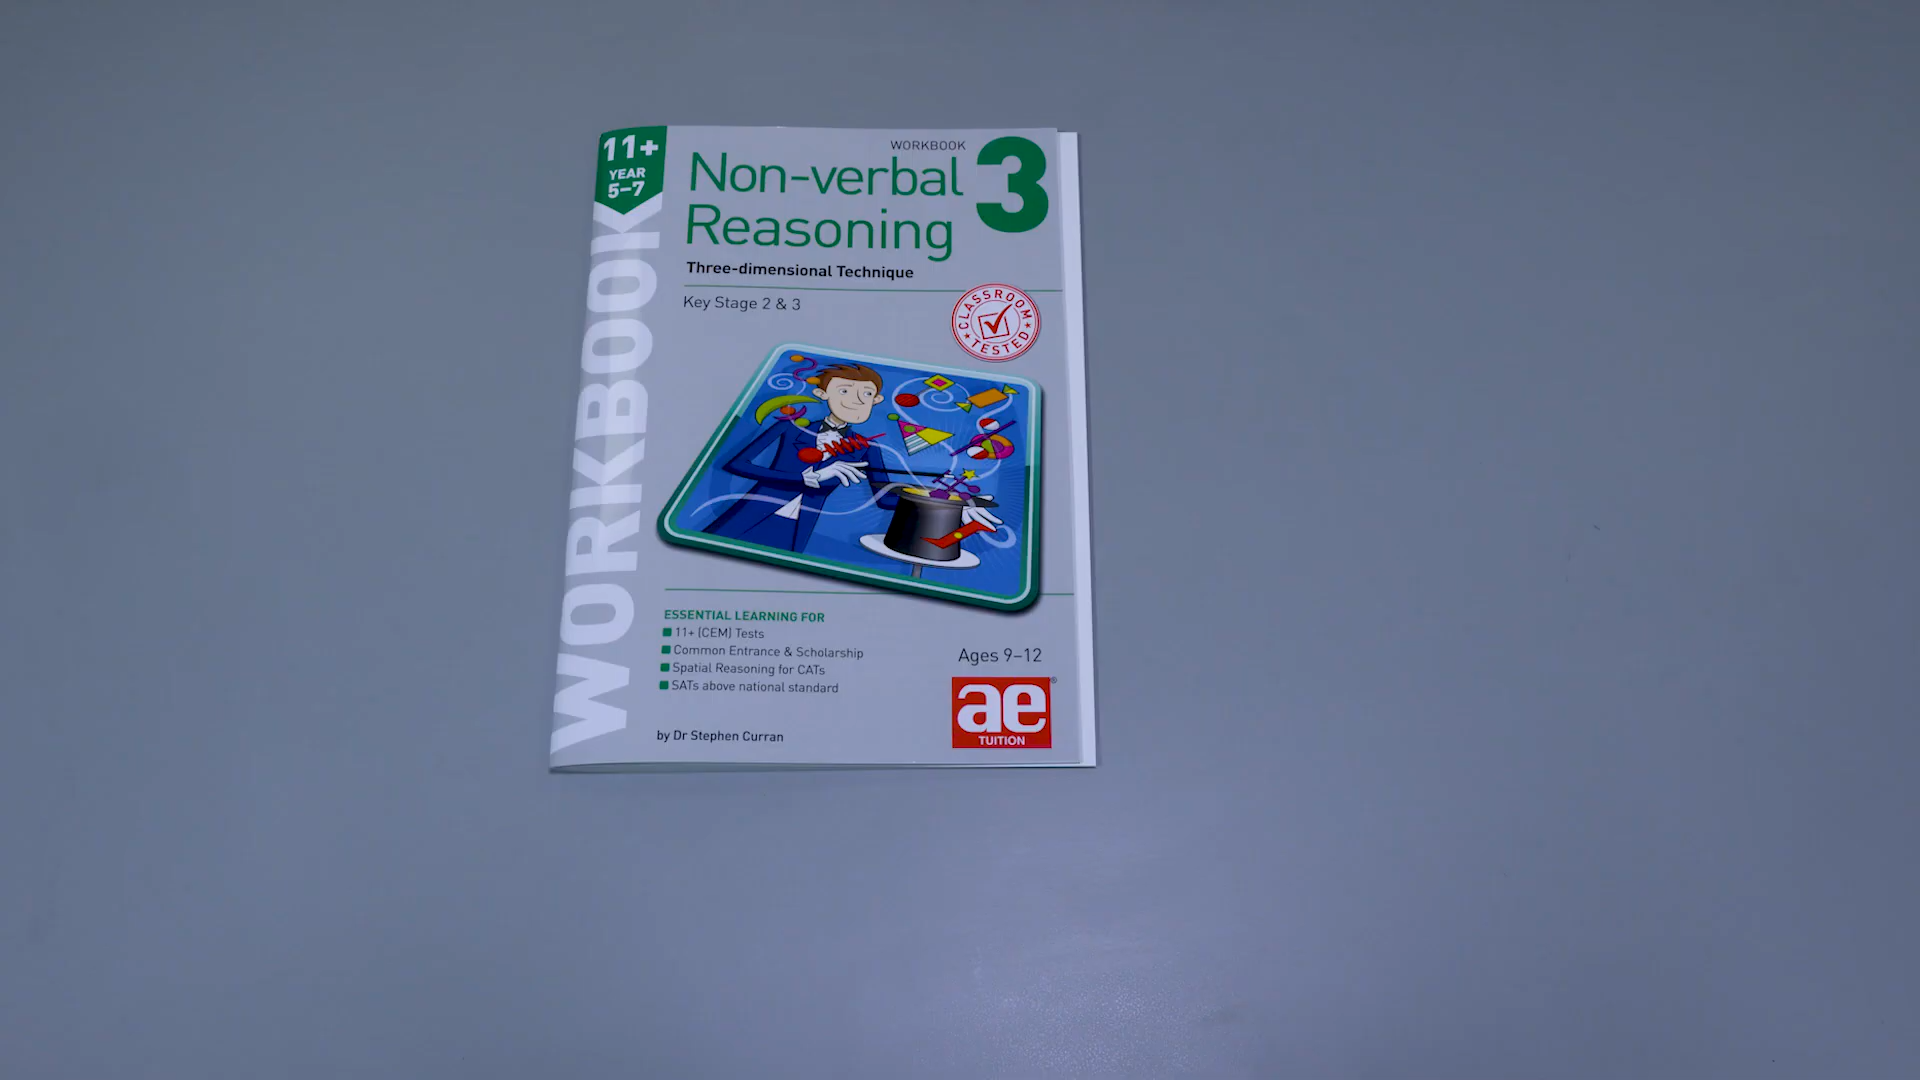 11+
YEAR
5–7
WORKBOOK
WORKBOOK
3
Non-verbal
Reasoning
Three-dimensional Technique
Key Stage 2 & 3
CLASSROOM
TESTED
ESSENTIAL LEARNING FOR
11+ (CEM) Tests
Common Entrance & Scholarship
Spatial Reasoning for CATs
SATs above national standard
Ages 9–12
by Dr Stephen Curran
ae®
TUITION